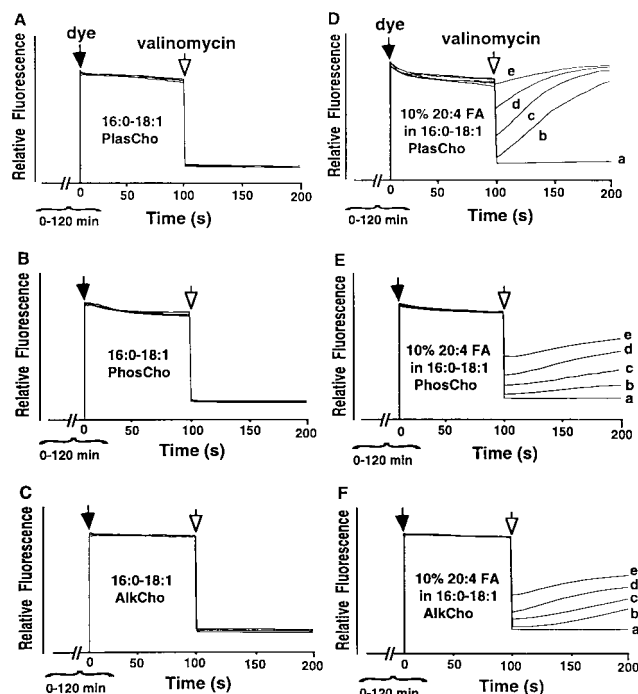 A
dye
valinomycin
Relative Fluorescence
16:0-18:1
PlasCho
0
50
100
150
200
0-120 min
Time (s)
B
Relative Fluorescence
16:0-18:1
PhosCho
0
50
100
150
200
0-120 min
Time (s)
C
Relative Fluorescence
16:0-18:1
AlkCho
0
50
100
150
200
0-120 min
Time (s)
D
dye
valinomycin
Relative Fluorescence
10% 20:4 FA
in 16:0-18:1
PlasCho
e
d
c
b
a
0
50
100
150
200
0-120 min
Time (s)
E
Relative Fluorescence
10% 20:4 FA
in 16:0-18:1
PhosCho
e
d
c
b
a
0
50
100
150
200
0-120 min
Time (s)
F
Relative Fluorescence
10% 20:4 FA
in 16:0-18:1
AlkCho
e
d
c
b
a
0
50
100
150
200
0-120 min
Time (s)